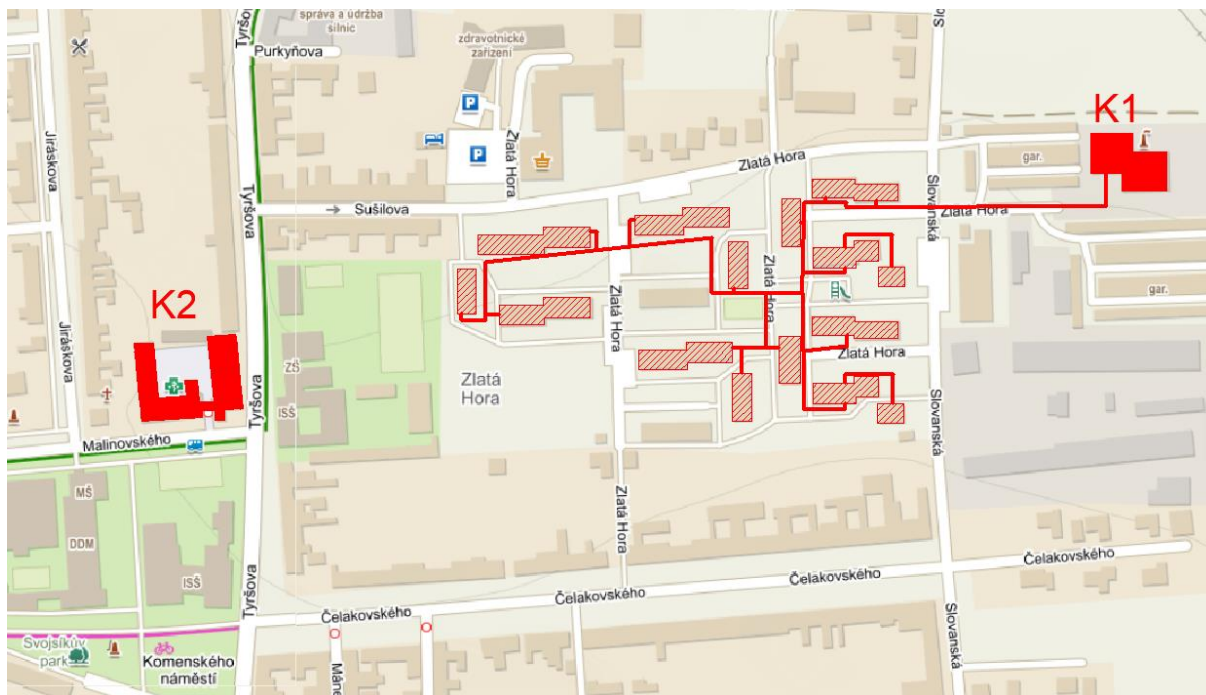 správa a údržba
silnic
Tyršova
Purkyňova
zdravotnické
zařízení
P
P
Zlatá Hora
Jiráskova
Tyršova
Sušilova
Zlatá Hora
Slovanská
K1
gar.
Zlatá Hora
gar.
Zlatá Hora
Zlatá Hora
Zlatá Hora
K2
Jiráskova
ZŠ
ISŠ
Tyršova
Zlatá
Hora
Malinovského
Slovanská
MŠ
DDM
ISŠ
Zlatá Hora
Tyršova
Čelakovského
Čelakovského
Čelakovského
Čelakovského
Slovanská
Svojsíkův
park
Komenského
náměstí